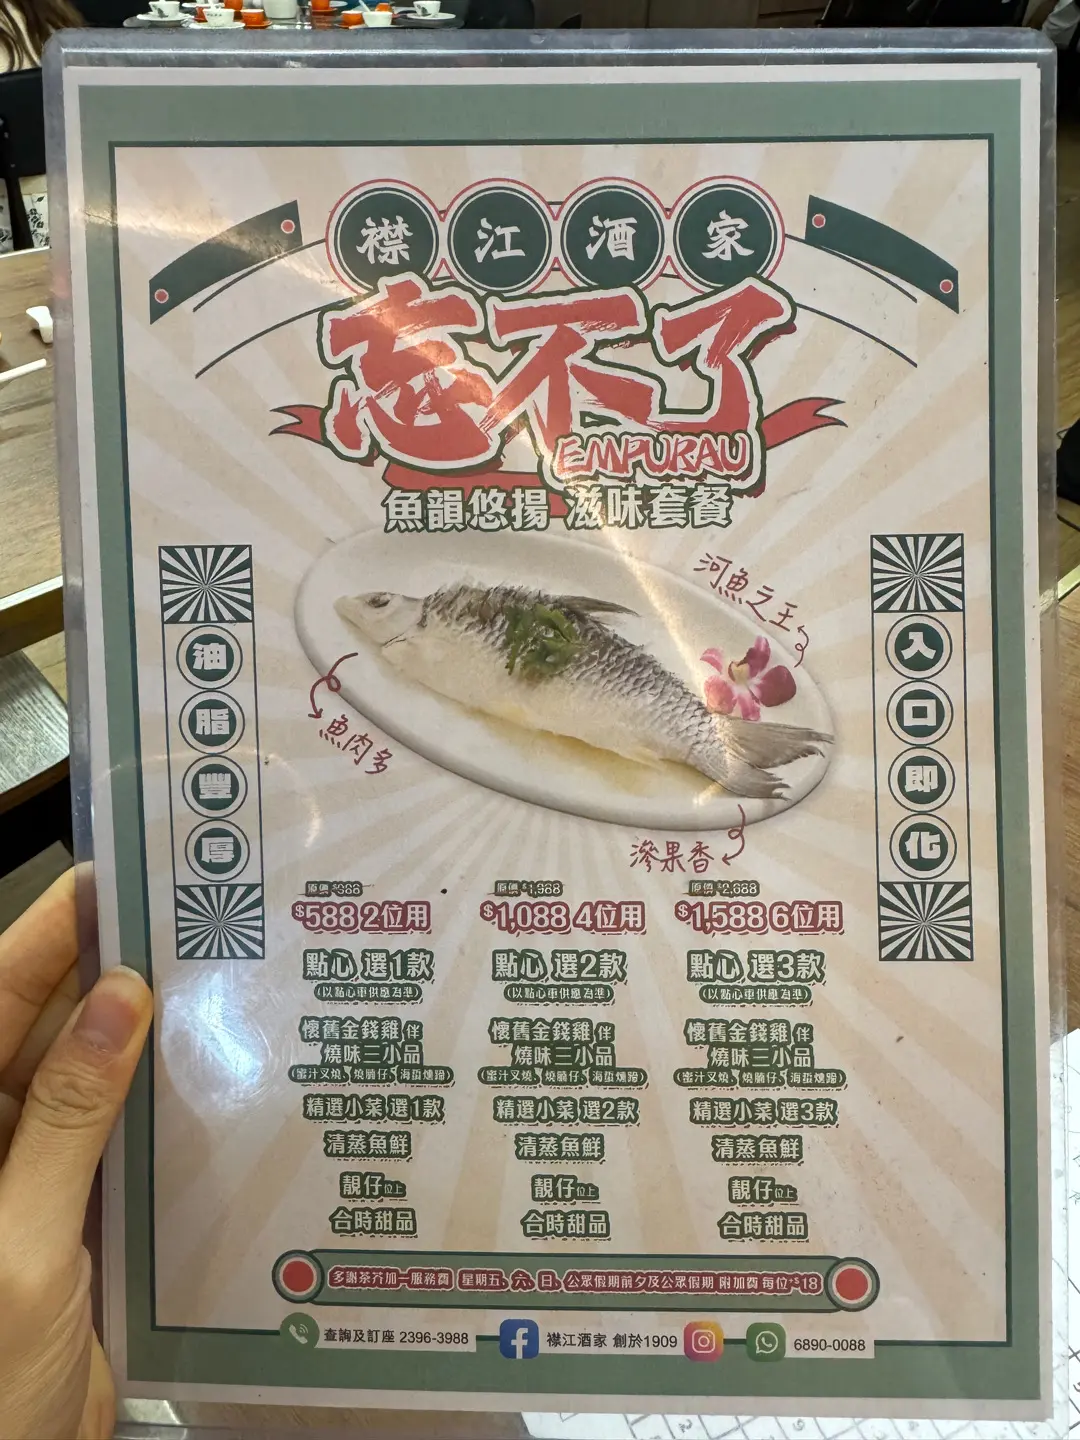 襟江酒家
忘不了
EMPURAU
魚韻悠揚 滋味套餐
河魚之王
魚肉多
滲果香
油脂豐厚
入口即化
原價 $988
$588 2位用
點心 選1款
(以點心車供應為準)
懷舊金錢雞 伴
燒味三小品
(蜜汁叉燒、燒腩仔、海蜇燻蹄)
精選小菜 選1款
清蒸魚鮮
靚仔 位上
合時甜品
原價 $1,988
$1,088 4位用
點心 選2款
(以點心車供應為準)
懷舊金錢雞 伴
燒味三小品
(蜜汁叉燒、燒腩仔、海蜇燻蹄)
精選小菜 選2款
清蒸魚鮮
靚仔 位上
合時甜品
原價 $2,688
$1,588 6位用
點心 選3款
(以點心車供應為準)
懷舊金錢雞 伴
燒味三小品
(蜜汁叉燒、燒腩仔、海蜇燻蹄)
精選小菜 選3款
清蒸魚鮮
靚仔 位上
合時甜品
多謝茶芥加一服務費 星期五、六、日、公眾假期前夕及公眾假期 附加費 每位+$18
查詢及訂座 2396-3988 襟江酒家 創於1909 6890-0088